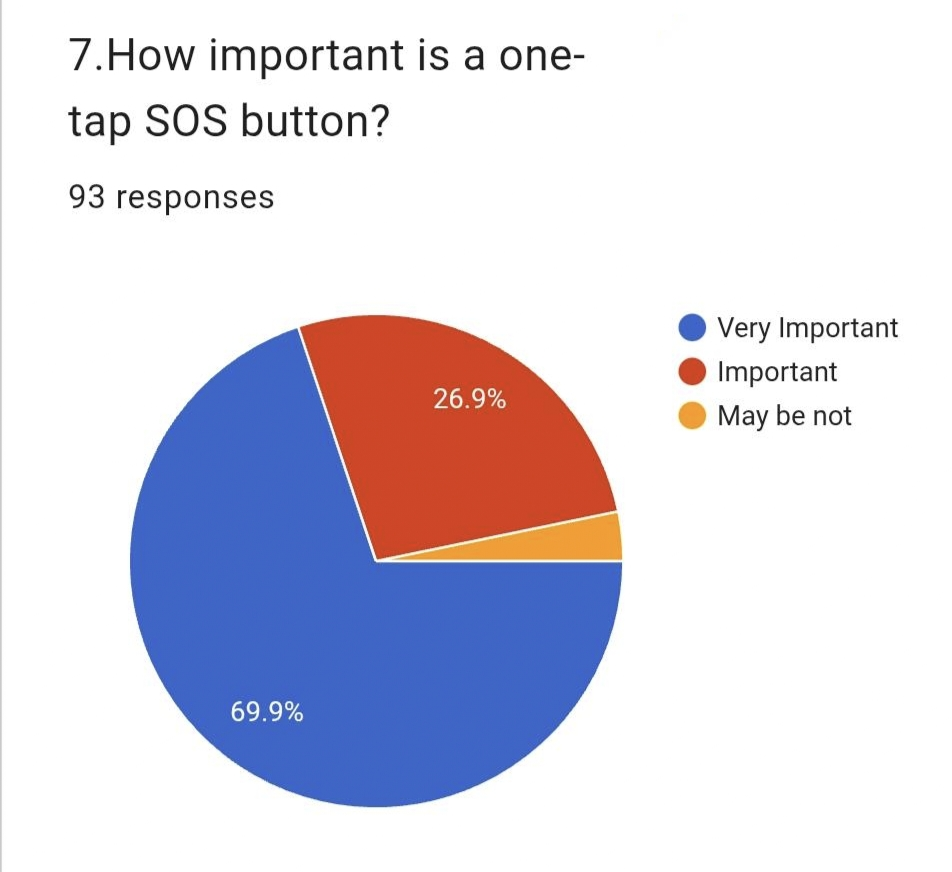 7.How important is a one-
tap SOS button?
93 responses
Very Important
Important
May be not
26.9%
69.9%